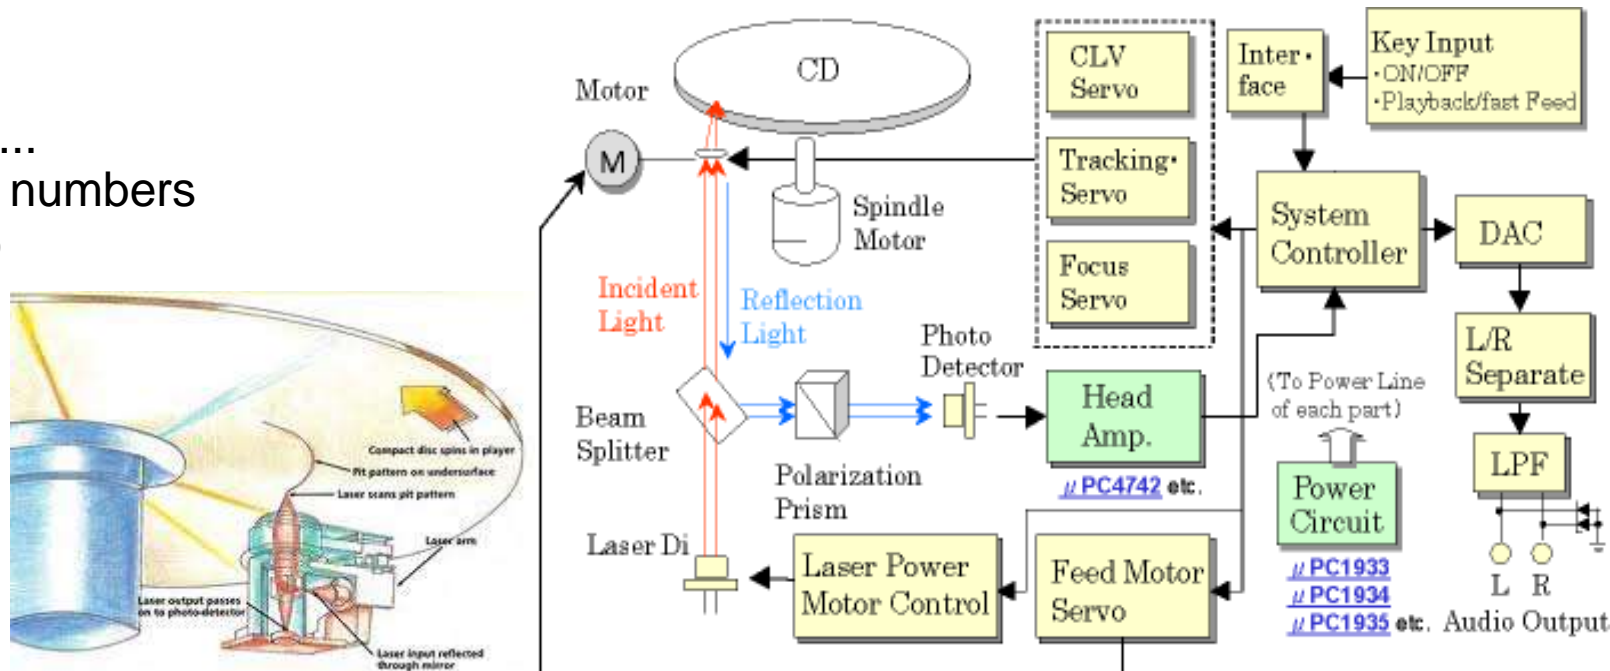 ...
numbers
Compact disc spins in player
Pit pattern on undersurface
Laser scans pit pattern
Laser arm
Laser output passes
on to photo-detector
Laser input reflected
through mirror
CD
Motor
M
Spindle
Motor
Incident
Light
Reflection
Light
Photo
Detector
Beam
Splitter
Polarization
Prism
Laser Di
CLV
Servo
Tracking·
Servo
Focus
Servo
Head
Amp.
μPC4742 etc.
Laser Power
Motor Control
Feed Motor
Servo
Inter·
face
Key Input
·ON/OFF
·Playback/fast Feed
System
Controller
DAC
L/R
Separate
LPF
(To Power Line
of each part)
Power
Circuit
μPC1933
μPC1934
μPC1935 etc.
L R
Audio Output